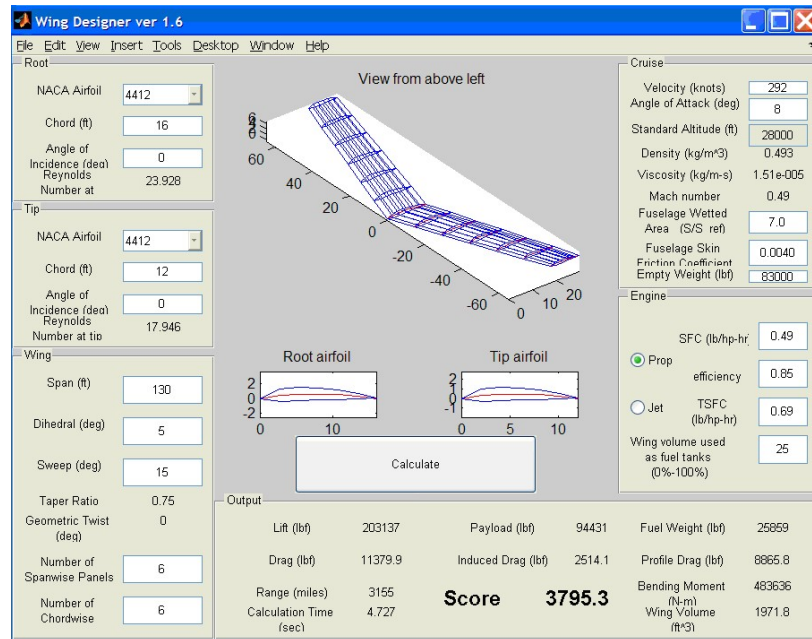 Wing Designer ver 1.6
File Edit View Insert Tools Desktop Window Help
Root
NACA Airfoil 4412
Chord (ft) 16
Angle of
Incidence (deg) 0
Reynolds
Number at 23.928
Tip
NACA Airfoil 4412
Chord (ft) 12
Angle of
Incidence (deg) 0
Reynolds
Number at tip 17.946
Wing
Span (ft) 130
Dihedral (deg) 5
Sweep (deg) 15
Taper Ratio 0.75
Geometric Twist
(deg) 0
Number of
Spanwise Panels 6
Number of
Chordwise 6
View from above left
6
4
2
0
60
40
20
0
-20
-40
-60
0
10
20
Root airfoil
2
0
-2
0 10
Tip airfoil
2
1
0
-1
0 5 10
Calculate
Cruise
Velocity (knots) 292
Angle of Attack (deg) 8
Standard Altitude (ft) 28000
Density (kg/m^3) 0.493
Viscosity (kg/m-s) 1.51e-005
Mach number 0.49
Fuselage Wetted
Area (S/S_ref) 7.0
Fuselage Skin
Friction Coefficient 0.0040
Empty Weight (lbf) 83000
Engine
SFC (lb/hp-hr) 0.49
Prop
efficiency 0.85
Jet TSFC
(lb/hp-hr) 0.69
Wing volume used
as fuel tanks
(0%-100%) 25
Output
Lift (lbf) 203137 Payload (lbf) 94431 Fuel Weight (lbf) 25859
Drag (lbf) 11379.9 Induced Drag (lbf) 2514.1 Profile Drag (lbf) 8865.8
Range (miles) 3155 Score 3795.3 Bending Moment
(N-m) 483636
Calculation Time
(sec) 4.727 Wing Volume
(ft^3) 1971.8